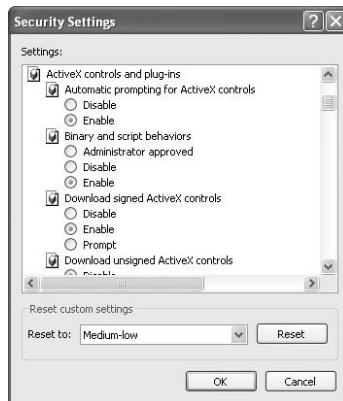 Security Settings
Settings:
ActiveX controls and plug-ins
Automatic prompting for ActiveX controls
Disable
Enable
Binary and script behaviors
Administrator approved
Disable
Enable
Download signed ActiveX controls
Disable
Enable
Prompt
Download unsigned ActiveX controls
Disable
Reset custom settings
Reset to: Medium-low Reset
OK Cancel